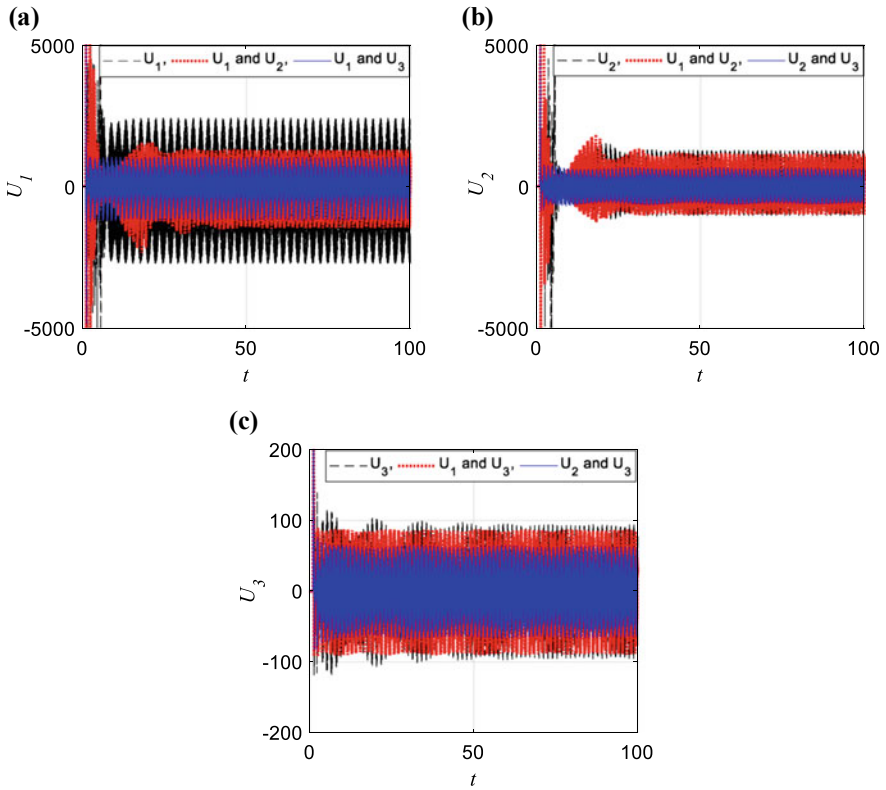 (a)
5000
0
-5000
U1
U1, U1 and U2, U1 and U3
0
50
100
t
(b)
5000
0
-5000
U2
U2, U1 and U2, U2 and U3
0
50
100
t
(c)
200
100
0
-100
-200
U3
U3, U1 and U3, U2 and U3
0
50
100
t